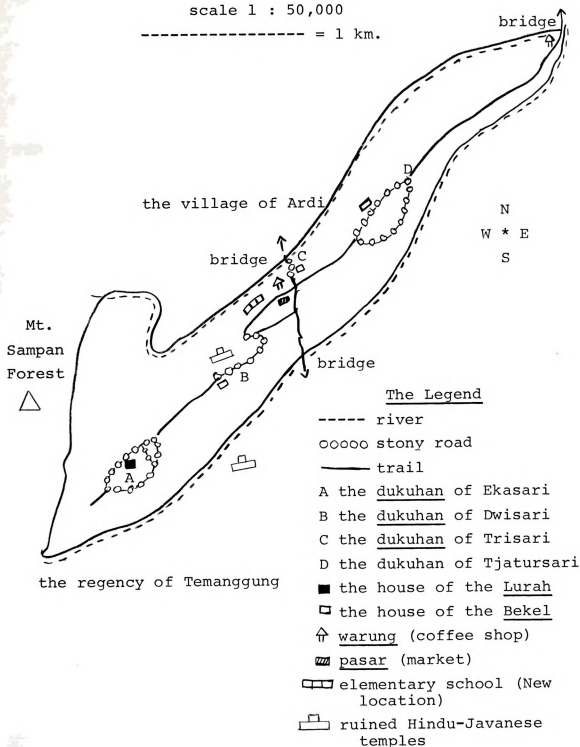 scale 1 : 50,000
= 1 km.
bridge
D
the village of Ardi
N
W * E
S
bridge
C
Mt.
Sampan
Forest
bridge
B
A
The Legend
river
stony road
trail
A the dukuhan of Ekasari
B the dukuhan of Dwisari
C the dukuhan of Trisari
D the dukuhan of Tjatursari
the regency of Temanggung
the house of the Lurah
the house of the Bekel
warung (coffee shop)
pasar (market)
elementary school (New
location)
ruined Hindu-Javanese
temples